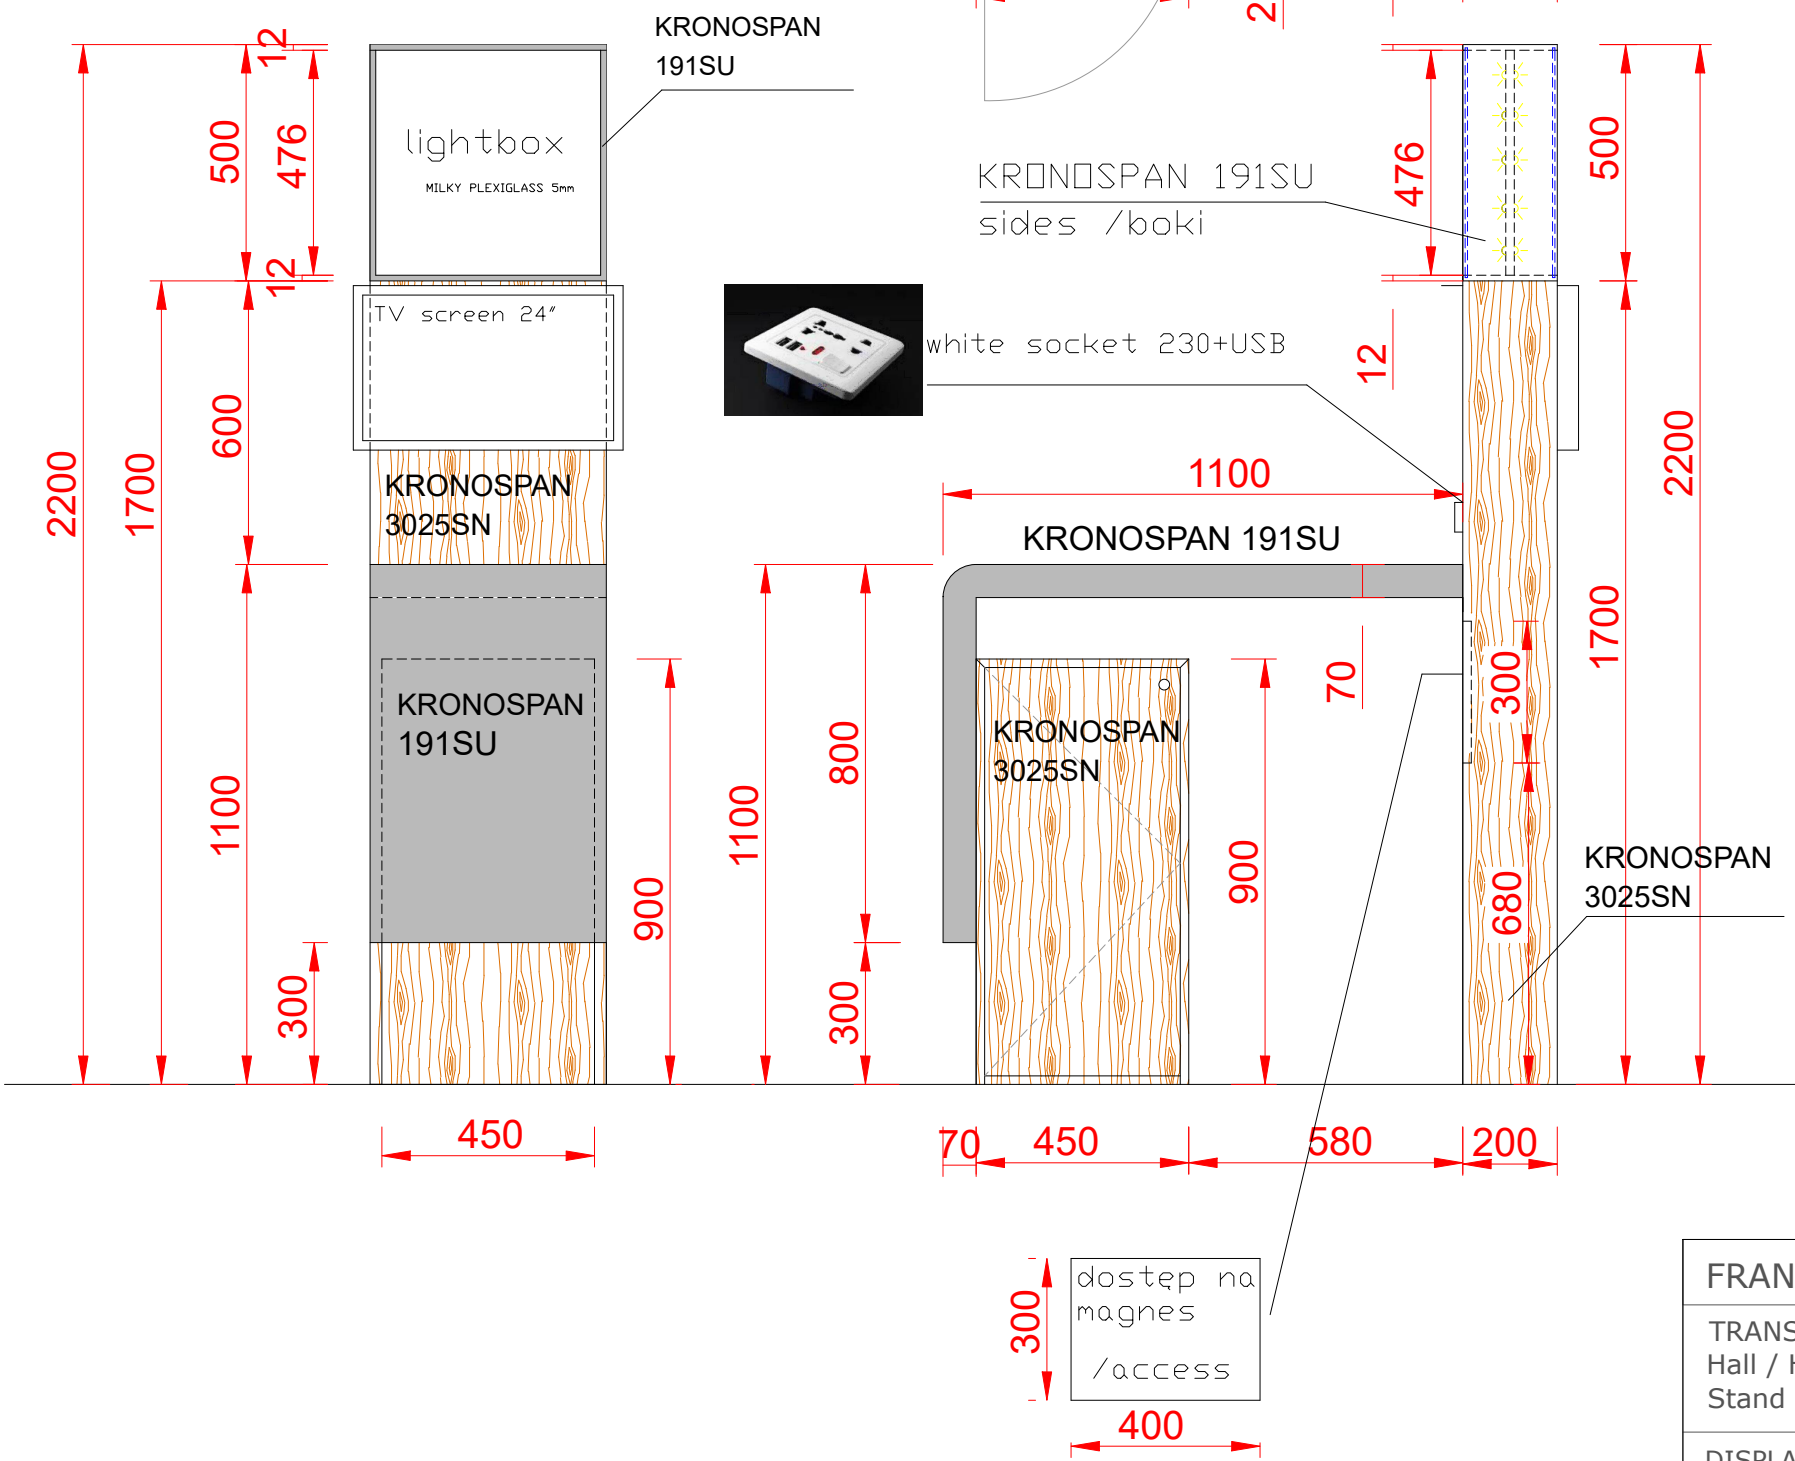 KRONOSPAN
191SU
12
500
476
12
lightbox
MILKY PLEXIGLASS 5mm
TV screen 24"
600
2200
1700
KRONOSPAN
3025SN
KRONOSPAN
191SU
1100
300
900
450
KRONOSPAN 191SU
sides /boki
476
500
12
white socket 230+USB
1100
KRONOSPAN 191SU
2200
1700
70
300
680
800
1100
300
900
KRONOSPAN
3025SN
KRONOSPAN
3025SN
70
450
580
200
dostęp na
magnes
/access
300
400
FRAN
TRANS
Hall / H
Stand
DISPLA